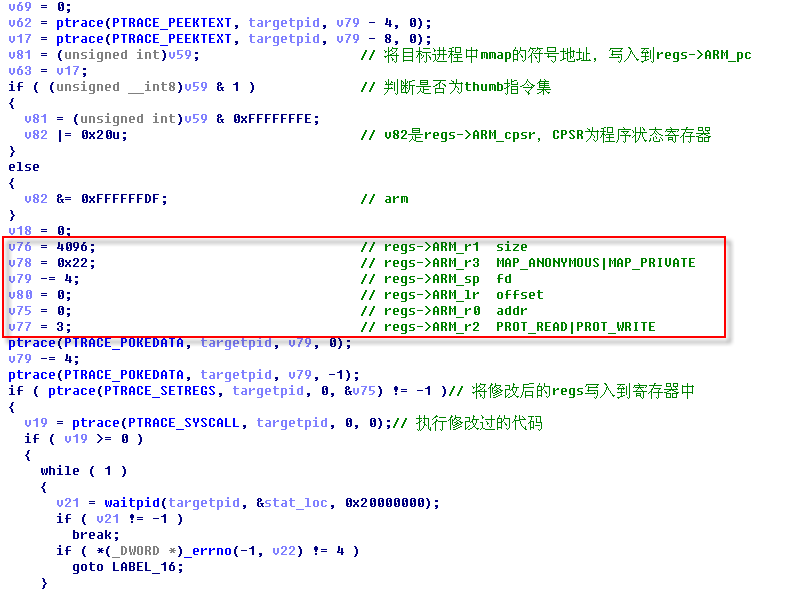 v69 = 0;
v62 = ptrace(PTRACE_PEEKTEXT, targetpid, v79 - 4, 0);
v17 = ptrace(PTRACE_PEEKTEXT, targetpid, v79 - 8, 0);
v81 = (unsigned int)v59; // 将目标进程中mmap的符号地址，写入到regs->ARM_pc
v63 = v17;
if ( (unsigned __int8)v59 & 1 ) // 判断是否为thumb指令集
{
v81 = (unsigned int)v59 & 0xFFFFFFFE;
v82 |= 0x20u; // v82是regs->ARM_cpsr，CPSR为程序状态寄存器
}
else
{
v82 &= 0xFFFFFFDF; // arm
}
v18 = 0;
v76 = 4096; // regs->ARM_r1 size
v78 = 0x22; // regs->ARM_r3 MAP_ANONYMOUS|MAP_PRIVATE
v79 -= 4; // regs->ARM_sp fd
v80 = 0; // regs->ARM_lr offset
v75 = 0; // regs->ARM_r0 addr
v77 = 3; // regs->ARM_r2 PROT_READ|PROT_WRITE
ptrace(PTRACE_POKEDATA, targetpid, v79, 0);
v79 -= 4;
ptrace(PTRACE_POKEDATA, targetpid, v79, -1);
if ( ptrace(PTRACE_SETREGS, targetpid, 0, &v75) != -1 )// 将修改后的regs写入到寄存器中
{
v19 = ptrace(PTRACE_SYSCALL, targetpid, 0, 0);// 执行修改过的代码
if ( v19 >= 0 )
{
while ( 1 )
{
v21 = waitpid(targetpid, &stat_loc, 0x20000000);
if ( v21 != -1 )
break;
if ( *(_DWORD *)_errno(-1, v22) != 4 )
goto LABEL_16;
}